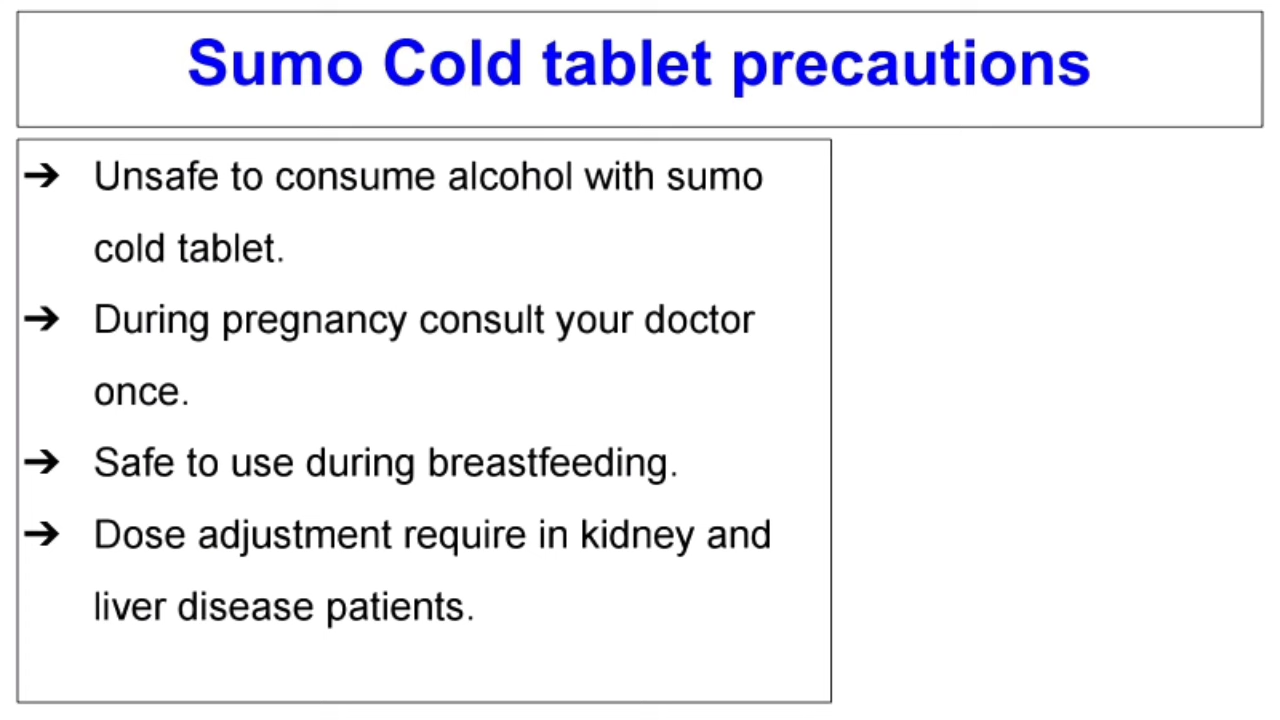 Sumo Cold tablet precautions
➔ Unsafe to consume alcohol with sumo
cold tablet.
➔ During pregnancy consult your doctor
once.
➔ Safe to use during breastfeeding.
➔ Dose adjustment require in kidney and
liver disease patients.